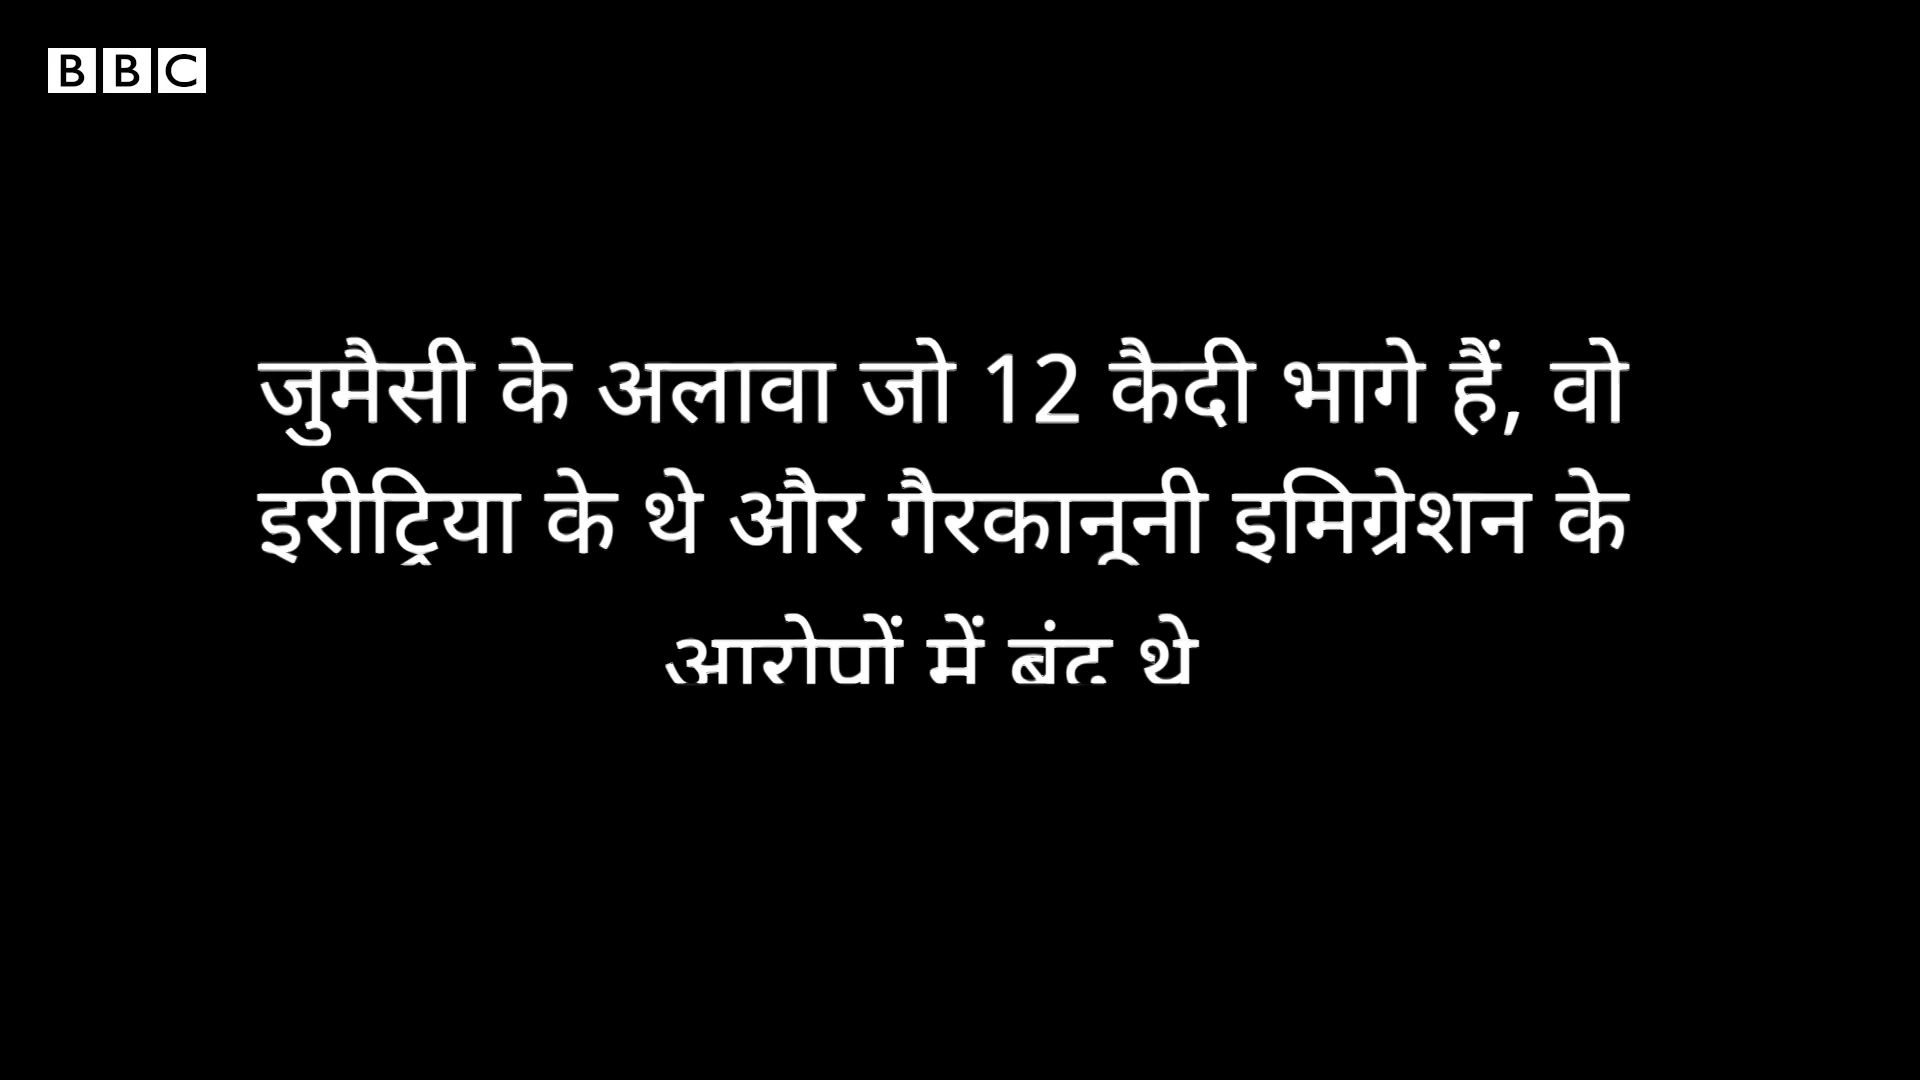 BBC
जुमैसी के अलावा जो 12 कैदी भागे हैं, वो
इरीट्रिया के थे और गैरकानूनी इमिग्रेशन के
आरोपों में बंद थे